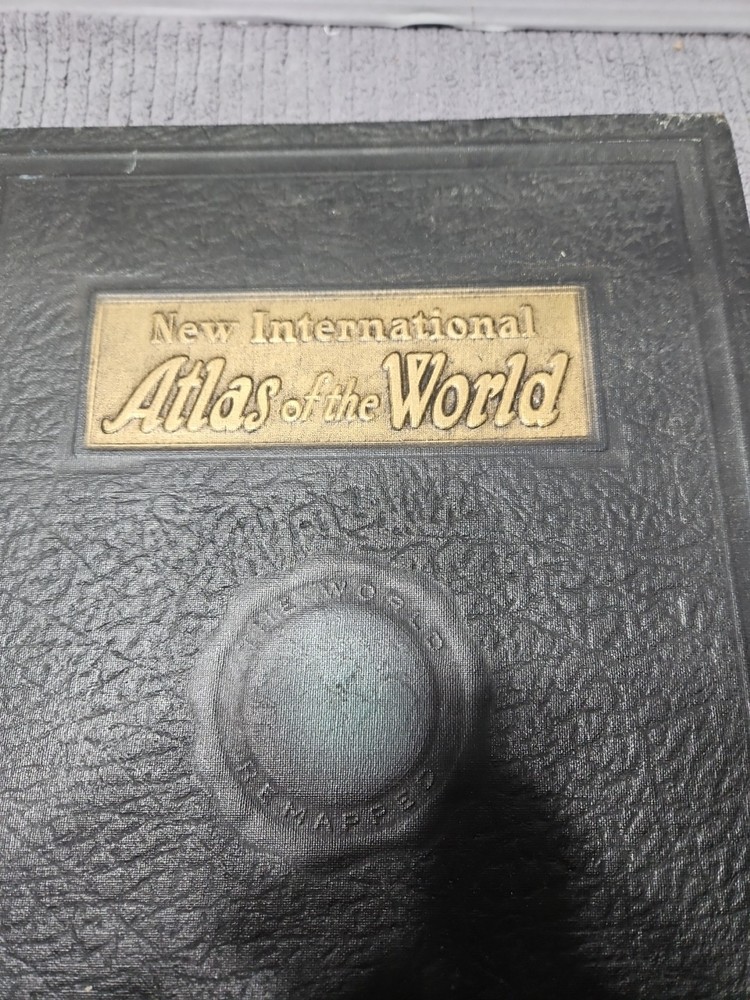 New International
Atlas of the World
THE WORLD
REMAPPED